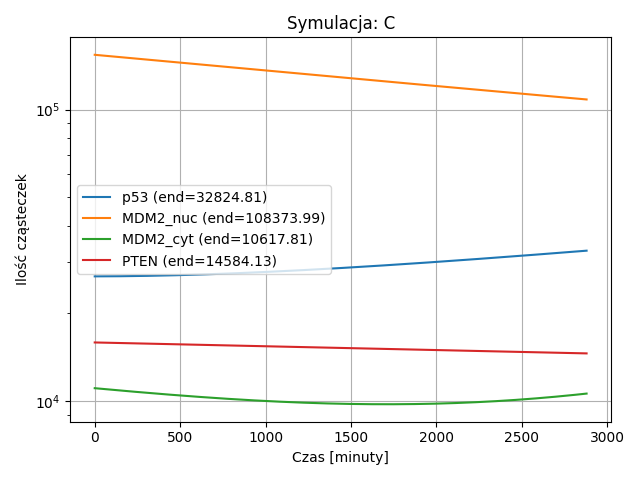 Symulacja: C
Ilość cząsteczek
10^5
10^4
p53 (end=32824.81)
MDM2_nuc (end=108373.99)
MDM2_cyt (end=10617.81)
PTEN (end=14584.13)
0 500 1000 1500 2000 2500 3000
Czas [minuty]